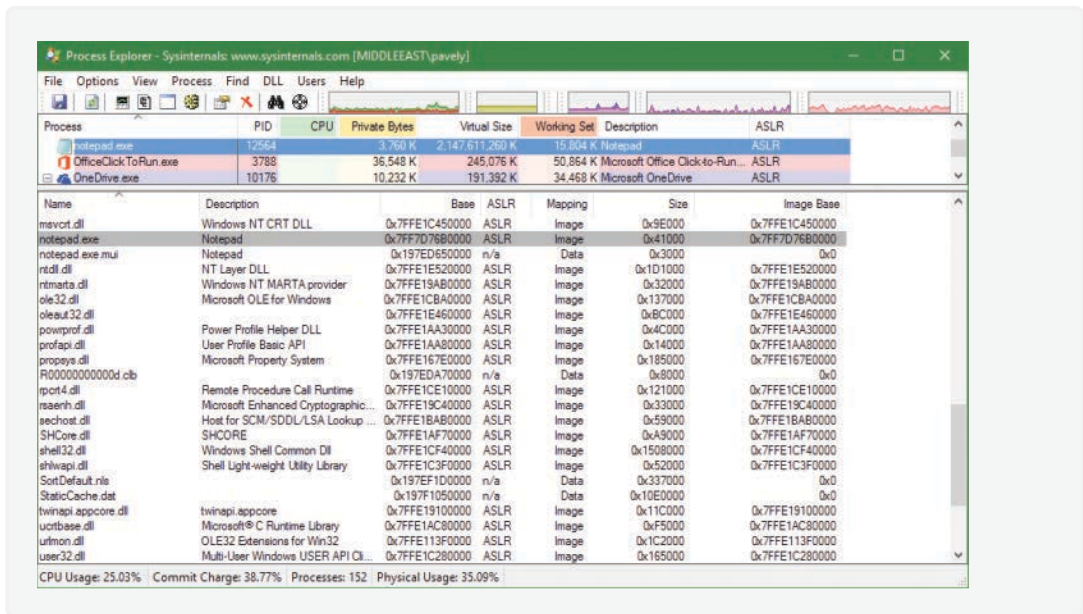 Process Explorer - Sysinternals: www.sysinternals.com [MIDDLEEAST\pavely]
File Options View Process Find DLL Users Help
Process PID CPU Private Bytes Virtual Size Working Set Description ASLR
notepad.exe 12564 3,760 K 2,147,611,260 K 15,804 K Notepad ASLR
OfficeClickToRun.exe 3788 36,548 K 245,076 K 50,864 K Microsoft Office Click-to-Run... ASLR
OneDrive.exe 10176 10,232 K 191,392 K 34,468 K Microsoft OneDrive ASLR
Name Description Base ASLR Mapping Size Image Base
msvcrt.dll Windows NT CRT DLL 0x7FFE1C450000 ASLR Image 0x9E000 0x7FFE1C450000
notepad.exe Notepad 0x7FF7D76B0000 ASLR Image 0x41000 0x7FF7D76B0000
notepad.exe.mui Notepad 0x197ED650000 n/a Data 0x3000 0x0
ntdll.dll NT Layer DLL 0x7FFE1E520000 ASLR Image 0x1D1000 0x7FFE1E520000
ntmarta.dll Windows NT MARTA provider 0x7FFE19AB0000 ASLR Image 0x32000 0x7FFE19AB0000
ole32.dll Microsoft OLE for Windows 0x7FFE1CBA0000 ASLR Image 0x137000 0x7FFE1CBA0000
oleaut32.dll 0x7FFE1E460000 ASLR Image 0xBC000 0x7FFE1E460000
powrprof.dll Power Profile Helper DLL 0x7FFE1AA30000 ASLR Image 0x4C000 0x7FFE1AA30000
profapi.dll User Profile Basic API 0x7FFE1AA80000 ASLR Image 0x14000 0x7FFE1AA80000
propsys.dll Microsoft Property System 0x7FFE167E0000 ASLR Image 0x185000 0x7FFE167E0000
R00000000000d.clb 0x197EDA70000 n/a Data 0x8000 0x0
rpcrt4.dll Remote Procedure Call Runtime 0x7FFE1CE10000 ASLR Image 0x121000 0x7FFE1CE10000
rsaenh.dll Microsoft Enhanced Cryptographic... 0x7FFE19C40000 ASLR Image 0x33000 0x7FFE19C40000
sechost.dll Host for SCM/SDDL/LSA Lookup ... 0x7FFE1BAB0000 ASLR Image 0x59000 0x7FFE1BAB0000
SHCore.dll SHCORE 0x7FFE1AF70000 ASLR Image 0xA9000 0x7FFE1AF70000
shell32.dll Windows Shell Common Dll 0x7FFE1CF40000 ASLR Image 0x1508000 0x7FFE1CF40000
shlwapi.dll Shell Light-weight Utility Library 0x7FFE1C3F0000 ASLR Image 0x52000 0x7FFE1C3F0000
SortDefault.nls 0x197EF1D0000 n/a Data 0x337000 0x0
StaticCache.dat 0x197F1050000 n/a Data 0x10E0000 0x0
twinapi.appcore.dll twinapi.appcore 0x7FFE19100000 ASLR Image 0x11C000 0x7FFE19100000
ucrtbase.dll Microsoft® C Runtime Library 0x7FFE1AC80000 ASLR Image 0xF5000 0x7FFE1AC80000
urlmon.dll OLE32 Extensions for Win32 0x7FFE113F0000 ASLR Image 0x1C2000 0x7FFE113F0000
user32.dll Multi-User Windows USER API Cli... 0x7FFE1C280000 ASLR Image 0x165000 0x7FFE1C280000
CPU Usage: 25.03% Commit Charge: 38.77% Processes: 152 Physical Usage: 35.09%